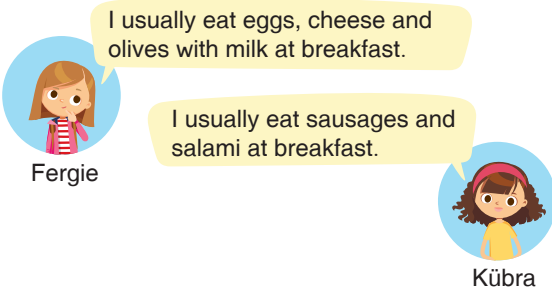 I usually eat eggs, cheese and
olives with milk at breakfast.
Fergie
I usually eat sausages and
salami at breakfast.
Kübra